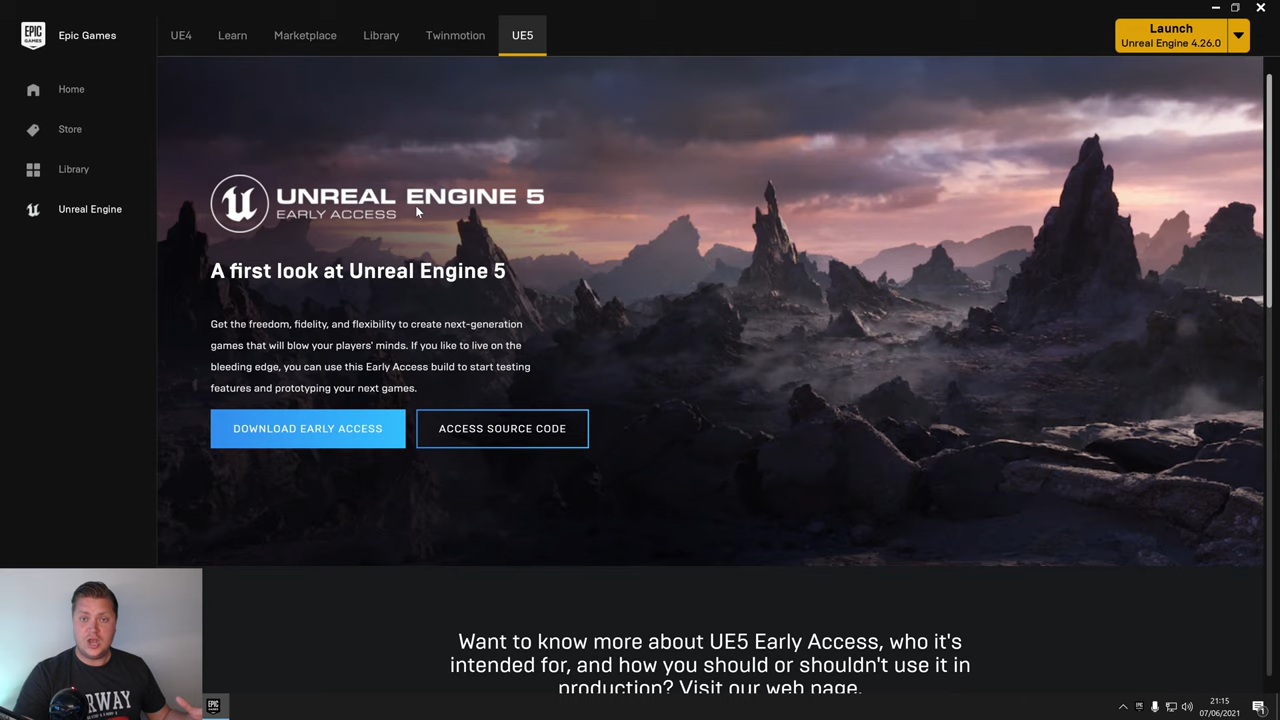 EPIC GAMES
Epic Games
UE4
Learn
Marketplace
Library
Twinmotion
UE5
Launch
Unreal Engine 4.26.0
Home
Store
Library
Unreal Engine
UNREAL ENGINE 5
EARLY ACCESS
A first look at Unreal Engine 5
Get the freedom, fidelity, and flexibility to create next-generation
games that will blow your players' minds. If you like to live on the
bleeding edge, you can use this Early Access build to start testing
features and prototyping your next games.
DOWNLOAD EARLY ACCESS
ACCESS SOURCE CODE
Want to know more about UE5 Early Access, who it's
intended for, and how you should or shouldn't use it in
production? Visit our web page.
EPIC
21:15
07/06/2021